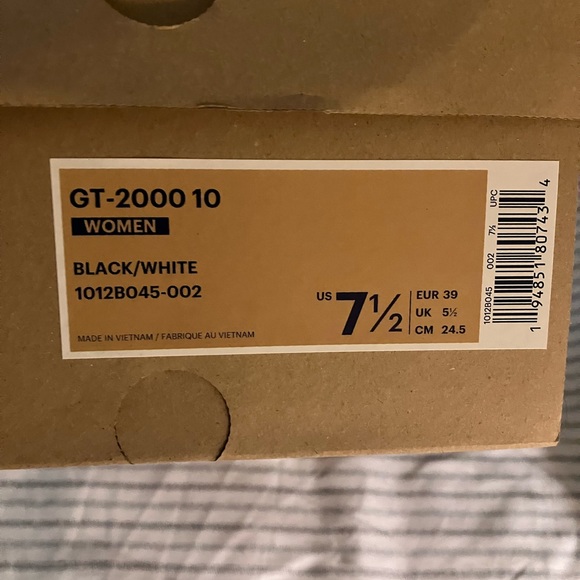 GT-2000 10
WOMEN
BLACK/WHITE
1012B045-002
US 7½
EUR 39
UK 5½
CM 24.5
MADE IN VIETNAM / FABRIQUE AU VIETNAM
1012B045 002 7½ UPC
1 94851 80743 4